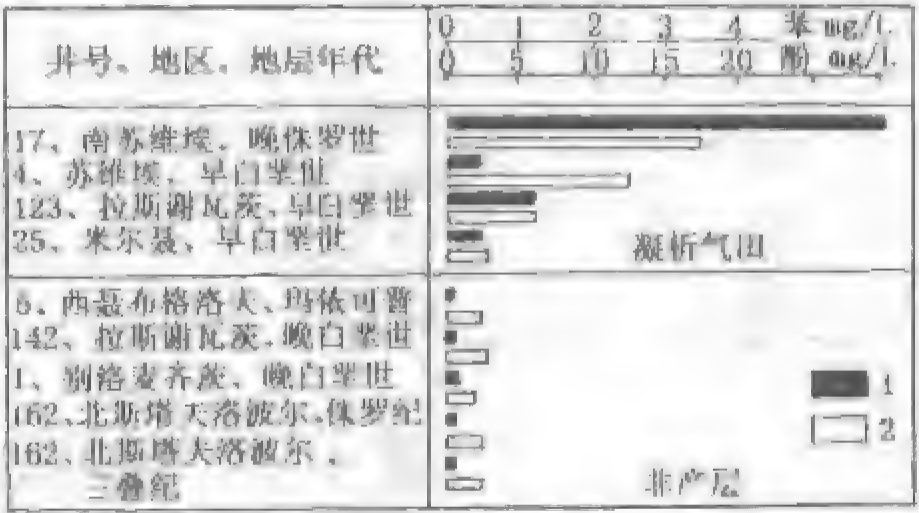 井号、地区、地层年代
0 1 2 3 4 苯 mg/L
0 5 10 15 20 酚 mg/L
17、南苏维埃、晚侏罗世
4、苏维埃、早白垩世
123、拉斯谢瓦茨、早白垩世
25、米尔聂、早白垩世
凝析气田
5、西聂布格洛夫、玛依可普
142、拉斯谢瓦茨、晚白垩世
1、别洛麦齐茨、晚白垩世
162、北斯塔夫洛波尔、侏罗纪
162、北斯塔夫洛波尔、
三叠纪
1
2
非产层